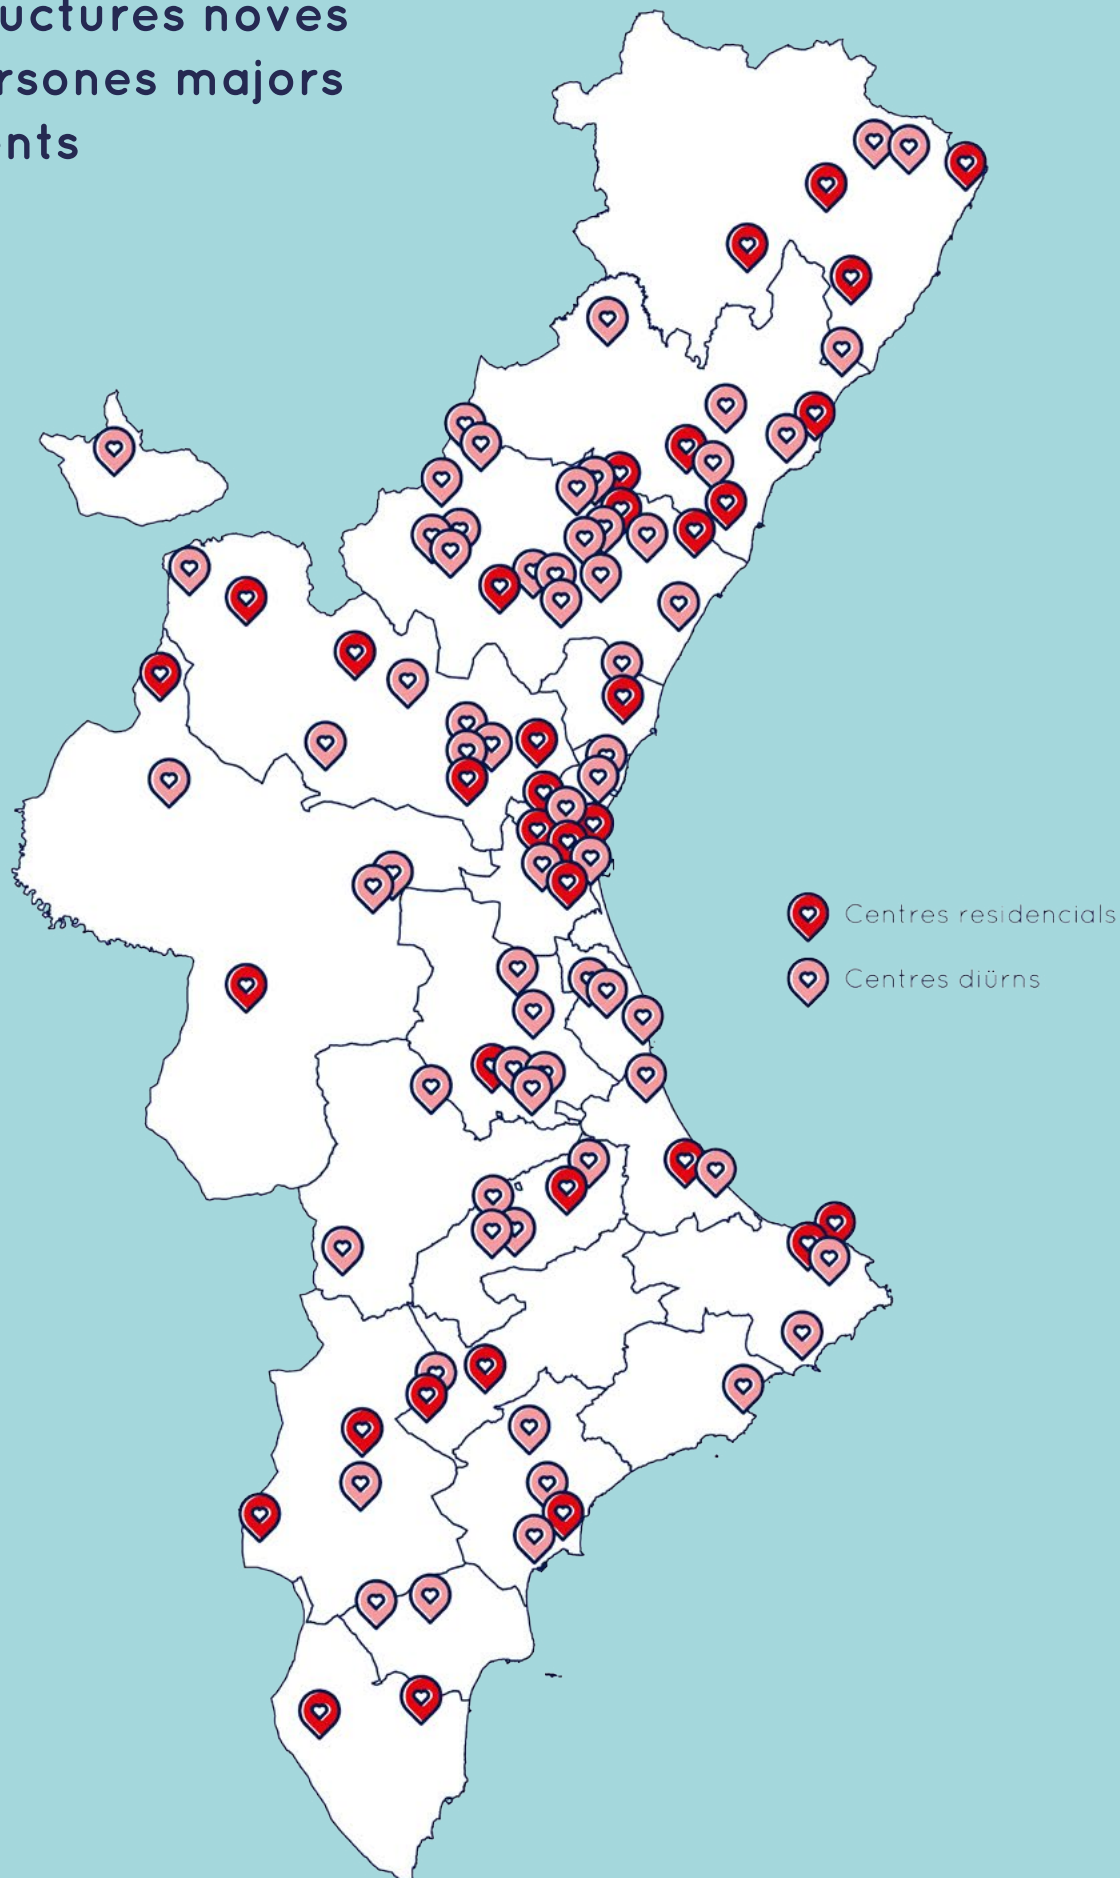 uctures noves
rsones majors
nts
Centres residencials
Centres diürns